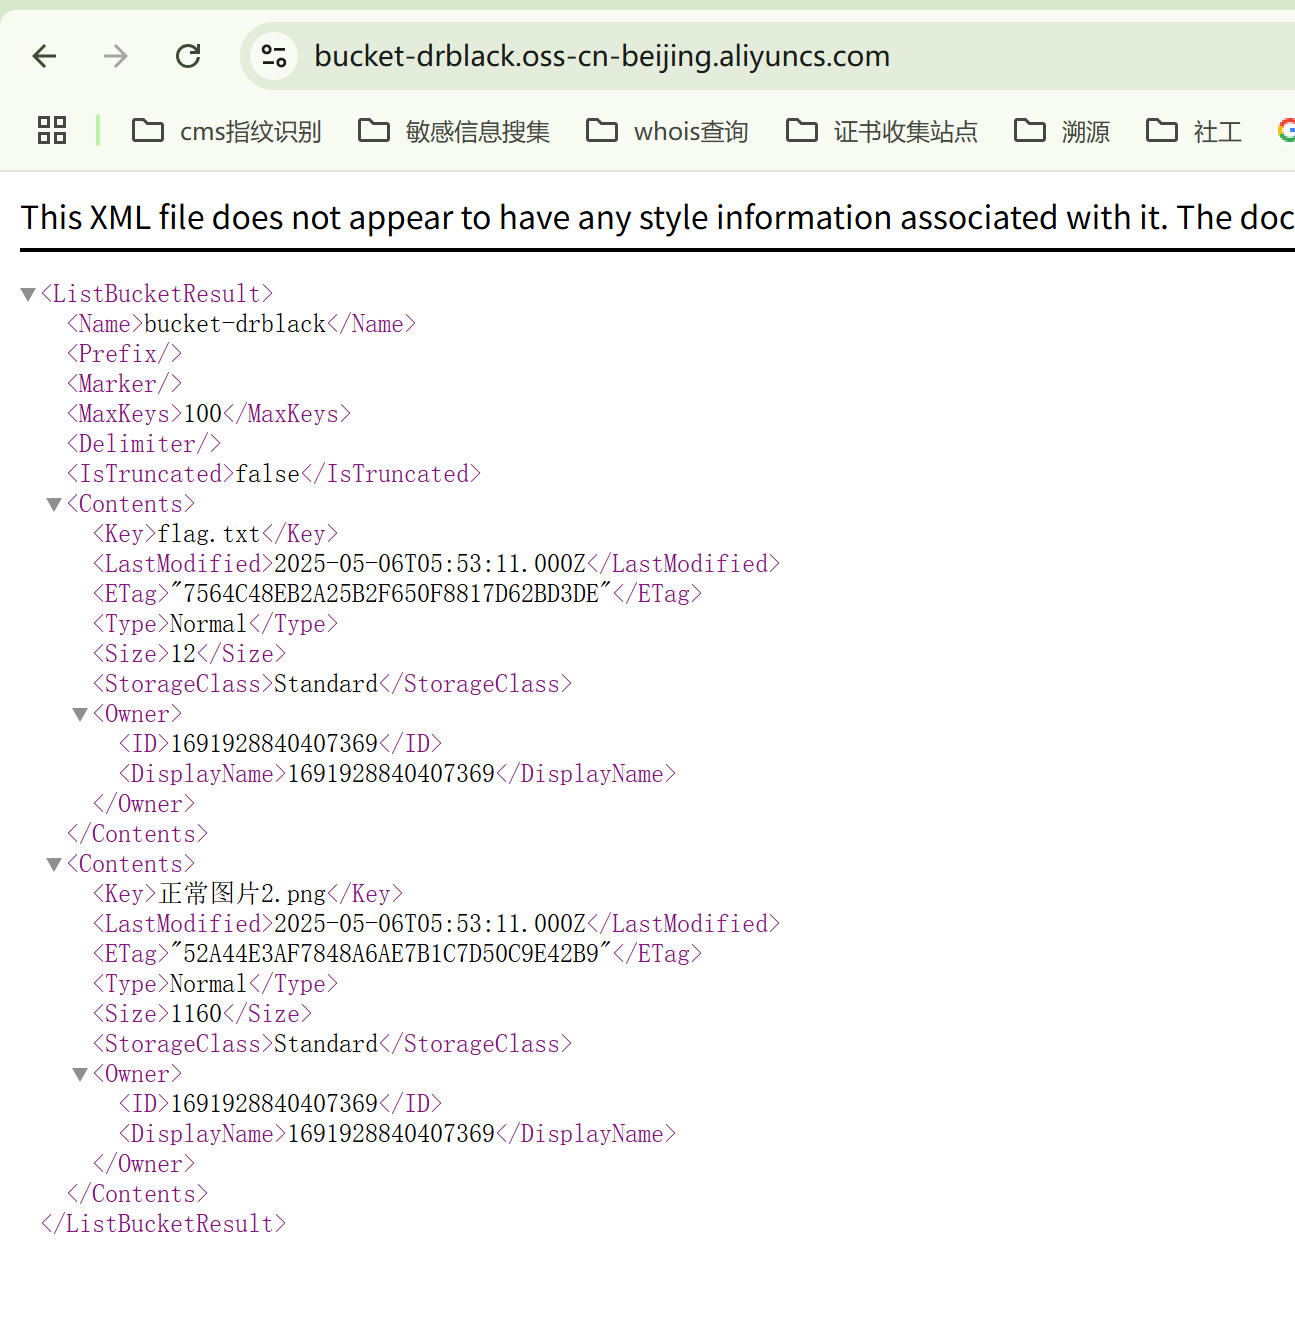 bucket-drblack.oss-cn-beijing.aliyuncs.com
cms指纹识别 敏感信息搜集 whois查询 证书收集站点 溯源 社工
This XML file does not appear to have any style information associated with it. The doc
<ListBucketResult>
<Name>bucket-drblack</Name>
<Prefix/>
<Marker/>
<MaxKeys>100</MaxKeys>
<Delimiter/>
<IsTruncated>false</IsTruncated>
<Contents>
<Key>flag.txt</Key>
<LastModified>2025-05-06T05:53:11.000Z</LastModified>
<ETag>"7564C48EB2A25B2F650F8817D62BD3DE"</ETag>
<Type>Normal</Type>
<Size>12</Size>
<StorageClass>Standard</StorageClass>
<Owner>
<ID>1691928840407369</ID>
<DisplayName>1691928840407369</DisplayName>
</Owner>
</Contents>
<Contents>
<Key>正常图片2.png</Key>
<LastModified>2025-05-06T05:53:11.000Z</LastModified>
<ETag>"52A44E3AF7848A6AE7B1C7D50C9E42B9"</ETag>
<Type>Normal</Type>
<Size>1160</Size>
<StorageClass>Standard</StorageClass>
<Owner>
<ID>1691928840407369</ID>
<DisplayName>1691928840407369</DisplayName>
</Owner>
</Contents>
</ListBucketResult>